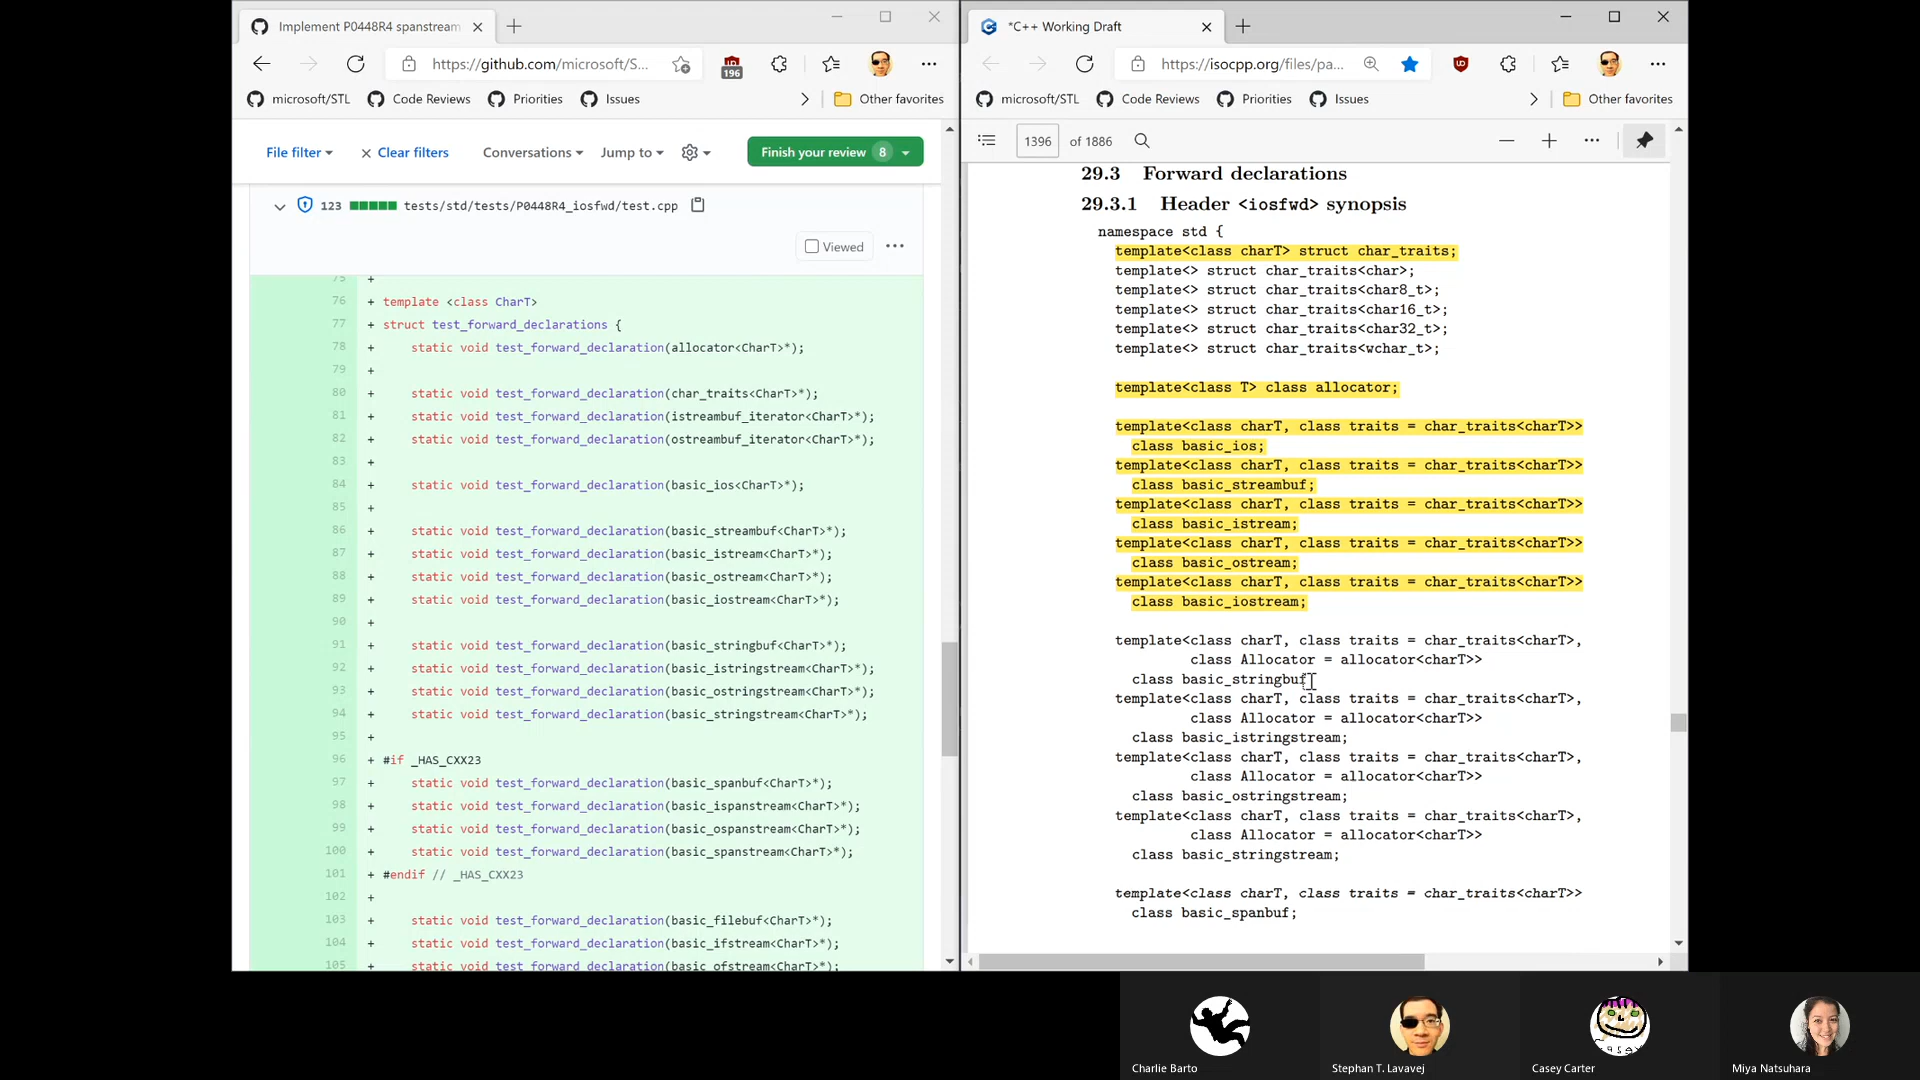 Implement P0448R4 spanstream
196
https://github.com/microsoft/S...
microsoft/STL
Code Reviews
Priorities
Issues
Other favorites
File filter
Clear filters
Conversations
Jump to
Finish your review 8
123 tests/std/tests/P0448R4_iosfwd/test.cpp
Viewed
75 +
76 + template <class CharT>
77 + struct test_forward_declarations {
78 + static void test_forward_declaration(allocator<CharT>*);
79 +
80 + static void test_forward_declaration(char_traits<CharT>*);
81 + static void test_forward_declaration(istreambuf_iterator<CharT>*);
82 + static void test_forward_declaration(ostreambuf_iterator<CharT>*);
83 +
84 + static void test_forward_declaration(basic_ios<CharT>*);
85 +
86 + static void test_forward_declaration(basic_streambuf<CharT>*);
87 + static void test_forward_declaration(basic_istream<CharT>*);
88 + static void test_forward_declaration(basic_ostream<CharT>*);
89 + static void test_forward_declaration(basic_iostream<CharT>*);
90 +
91 + static void test_forward_declaration(basic_stringbuf<CharT>*);
92 + static void test_forward_declaration(basic_istringstream<CharT>*);
93 + static void test_forward_declaration(basic_ostringstream<CharT>*);
94 + static void test_forward_declaration(basic_stringstream<CharT>*);
95 +
96 + #if _HAS_CXX23
97 + static void test_forward_declaration(basic_spanbuf<CharT>*);
98 + static void test_forward_declaration(basic_ispanstream<CharT>*);
99 + static void test_forward_declaration(basic_ospanstream<CharT>*);
100 + static void test_forward_declaration(basic_spanstream<CharT>*);
101 + #endif // _HAS_CXX23
102 +
103 + static void test_forward_declaration(basic_filebuf<CharT>*);
104 + static void test_forward_declaration(basic_ifstream<CharT>*);
105 + static void test_forward_declaration(basic_ofstream<CharT>*);
*C++ Working Draft
https://isocpp.org/files/pa...
microsoft/STL
Code Reviews
Priorities
Issues
Other favorites
1396 of 1886
29.3 Forward declarations
29.3.1 Header <iosfwd> synopsis
namespace std {
template<class charT> struct char_traits;
template<> struct char_traits<char>;
template<> struct char_traits<char8_t>;
template<> struct char_traits<char16_t>;
template<> struct char_traits<char32_t>;
template<> struct char_traits<wchar_t>;
template<class T> class allocator;
template<class charT, class traits = char_traits<charT>>
class basic_ios;
template<class charT, class traits = char_traits<charT>>
class basic_streambuf;
template<class charT, class traits = char_traits<charT>>
class basic_istream;
template<class charT, class traits = char_traits<charT>>
class basic_ostream;
template<class charT, class traits = char_traits<charT>>
class basic_iostream;
template<class charT, class traits = char_traits<charT>,
class Allocator = allocator<charT>>
class basic_stringbuf
template<class charT, class traits = char_traits<charT>,
class Allocator = allocator<charT>>
class basic_istringstream;
template<class charT, class traits = char_traits<charT>,
class Allocator = allocator<charT>>
class basic_ostringstream;
template<class charT, class traits = char_traits<charT>,
class Allocator = allocator<charT>>
class basic_stringstream;
template<class charT, class traits = char_traits<charT>>
class basic_spanbuf;
Charlie Barto
Stephan T. Lavavej
Casey Carter
Miya Natsuhara